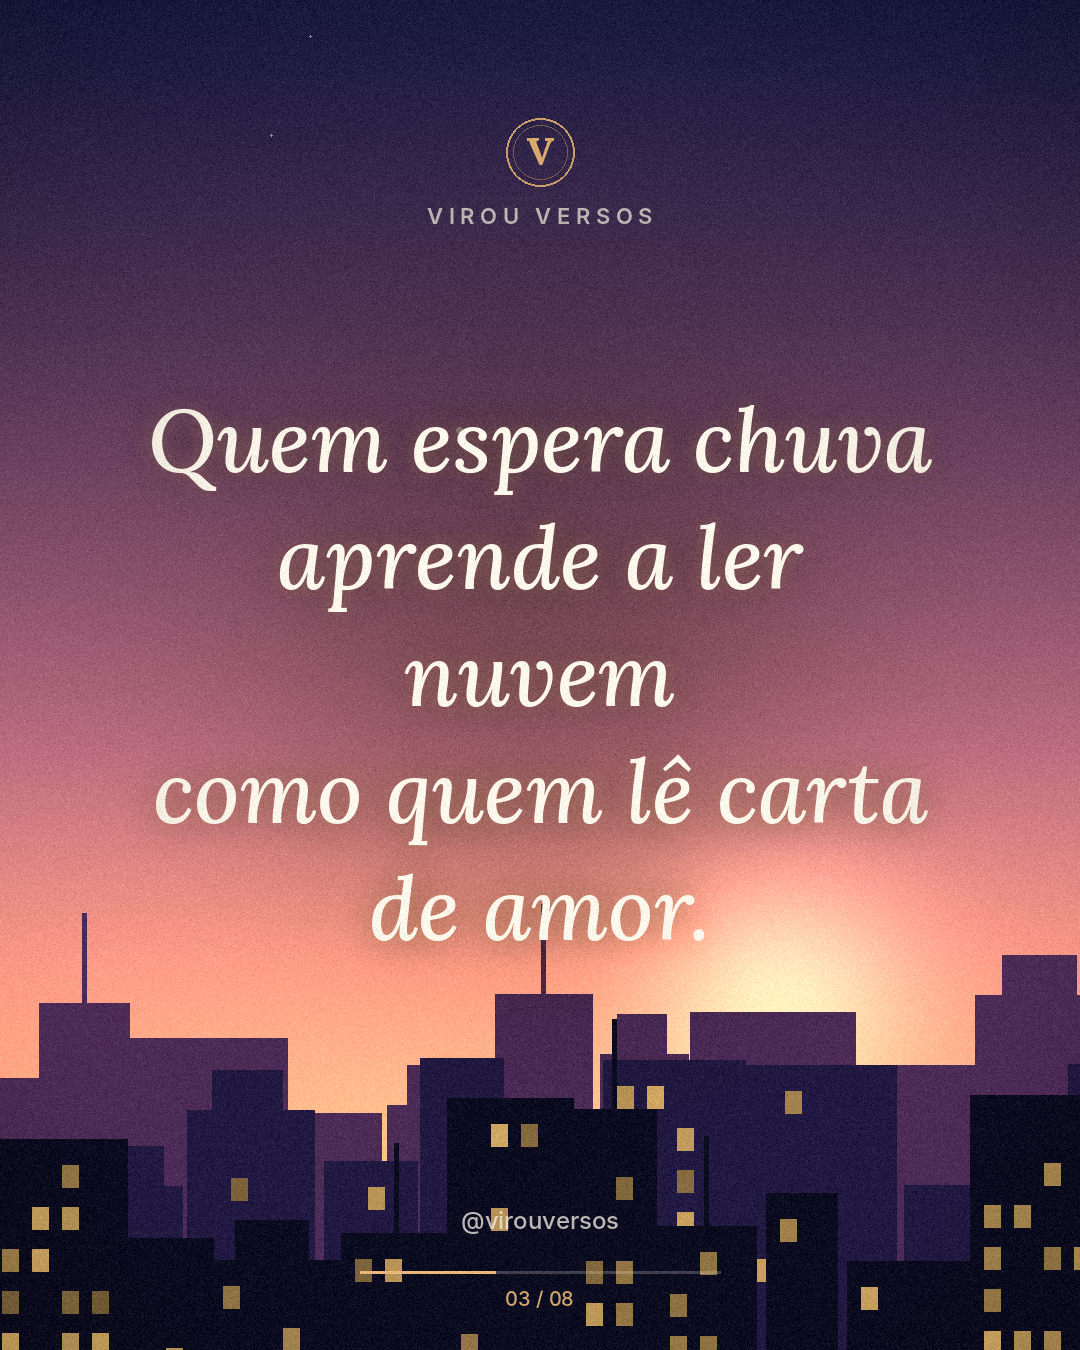 V
VIROU VERSOS
Quem espera chuva
aprende a ler
nuvem
como quem lê carta
de amor.
@virouversos
03 / 08